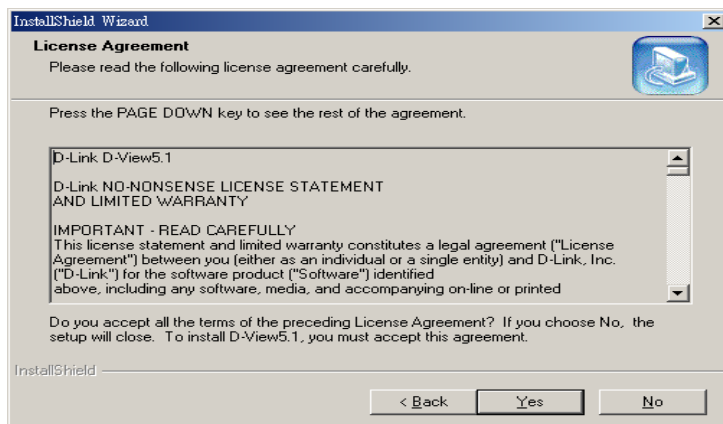 InstallShield Wizard
License Agreement
Please read the following license agreement carefully.
Press the PAGE DOWN key to see the rest of the agreement.
D-Link D-View5.1
D-Link NO-NONSENSE LICENSE STATEMENT
AND LIMITED WARRANTY
IMPORTANT - READ CAREFULLY
This license statement and limited warranty constitutes a legal agreement ("License
Agreement") between you (either as an individual or a single entity) and D-Link, Inc.
("D-Link") for the software product ("Software") identified
above, including any software, media, and accompanying on-line or printed
Do you accept all the terms of the preceding License Agreement? If you choose No, the
setup will close. To install D-View5.1, you must accept this agreement.
InstallShield
< Back
Yes
No